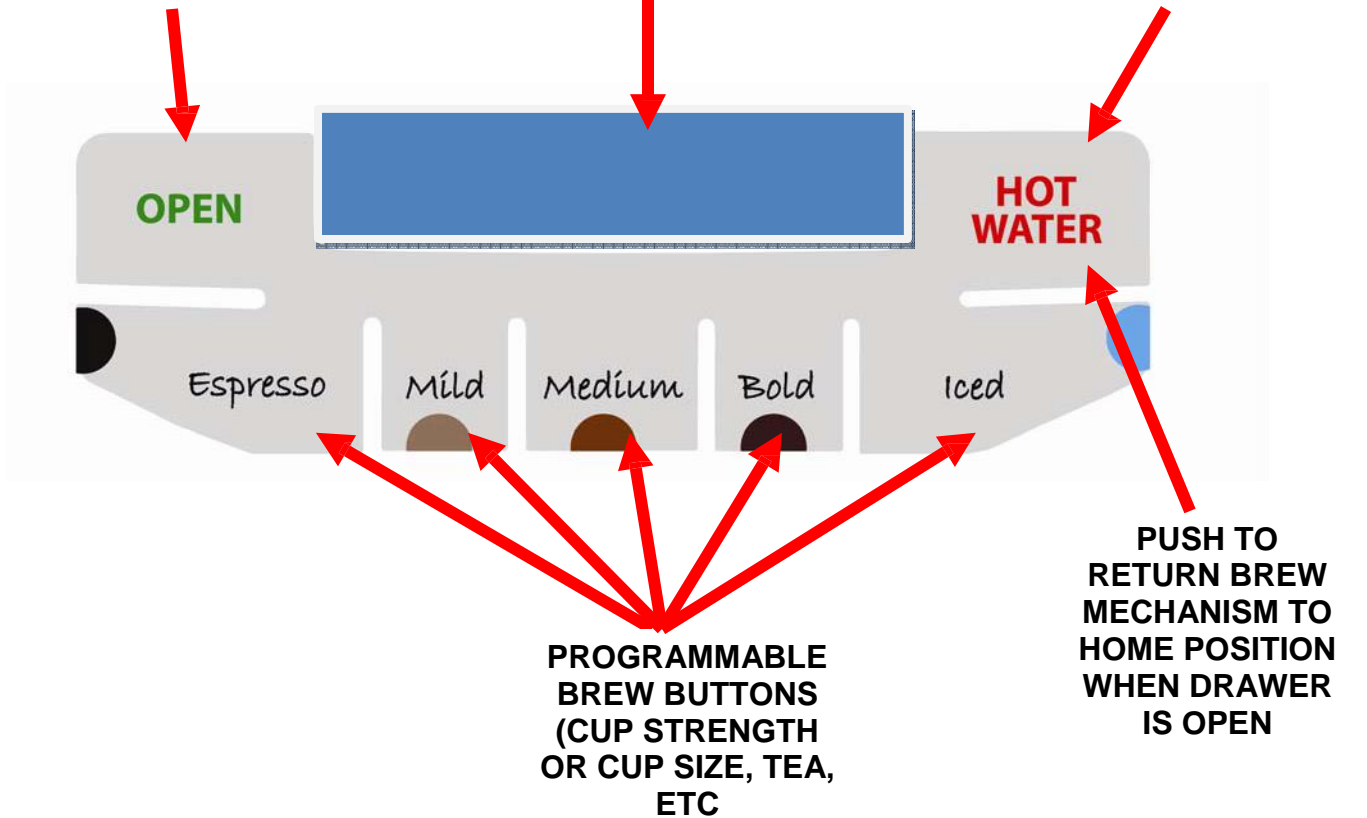 OPEN
HOT
WATER
Espresso
Mild
Medium
Bold
Iced
PROGRAMMABLE
BREW BUTTONS
(CUP STRENGTH
OR CUP SIZE, TEA,
ETC
PUSH TO
RETURN BREW
MECHANISM TO
HOME POSITION
WHEN DRAWER
IS OPEN